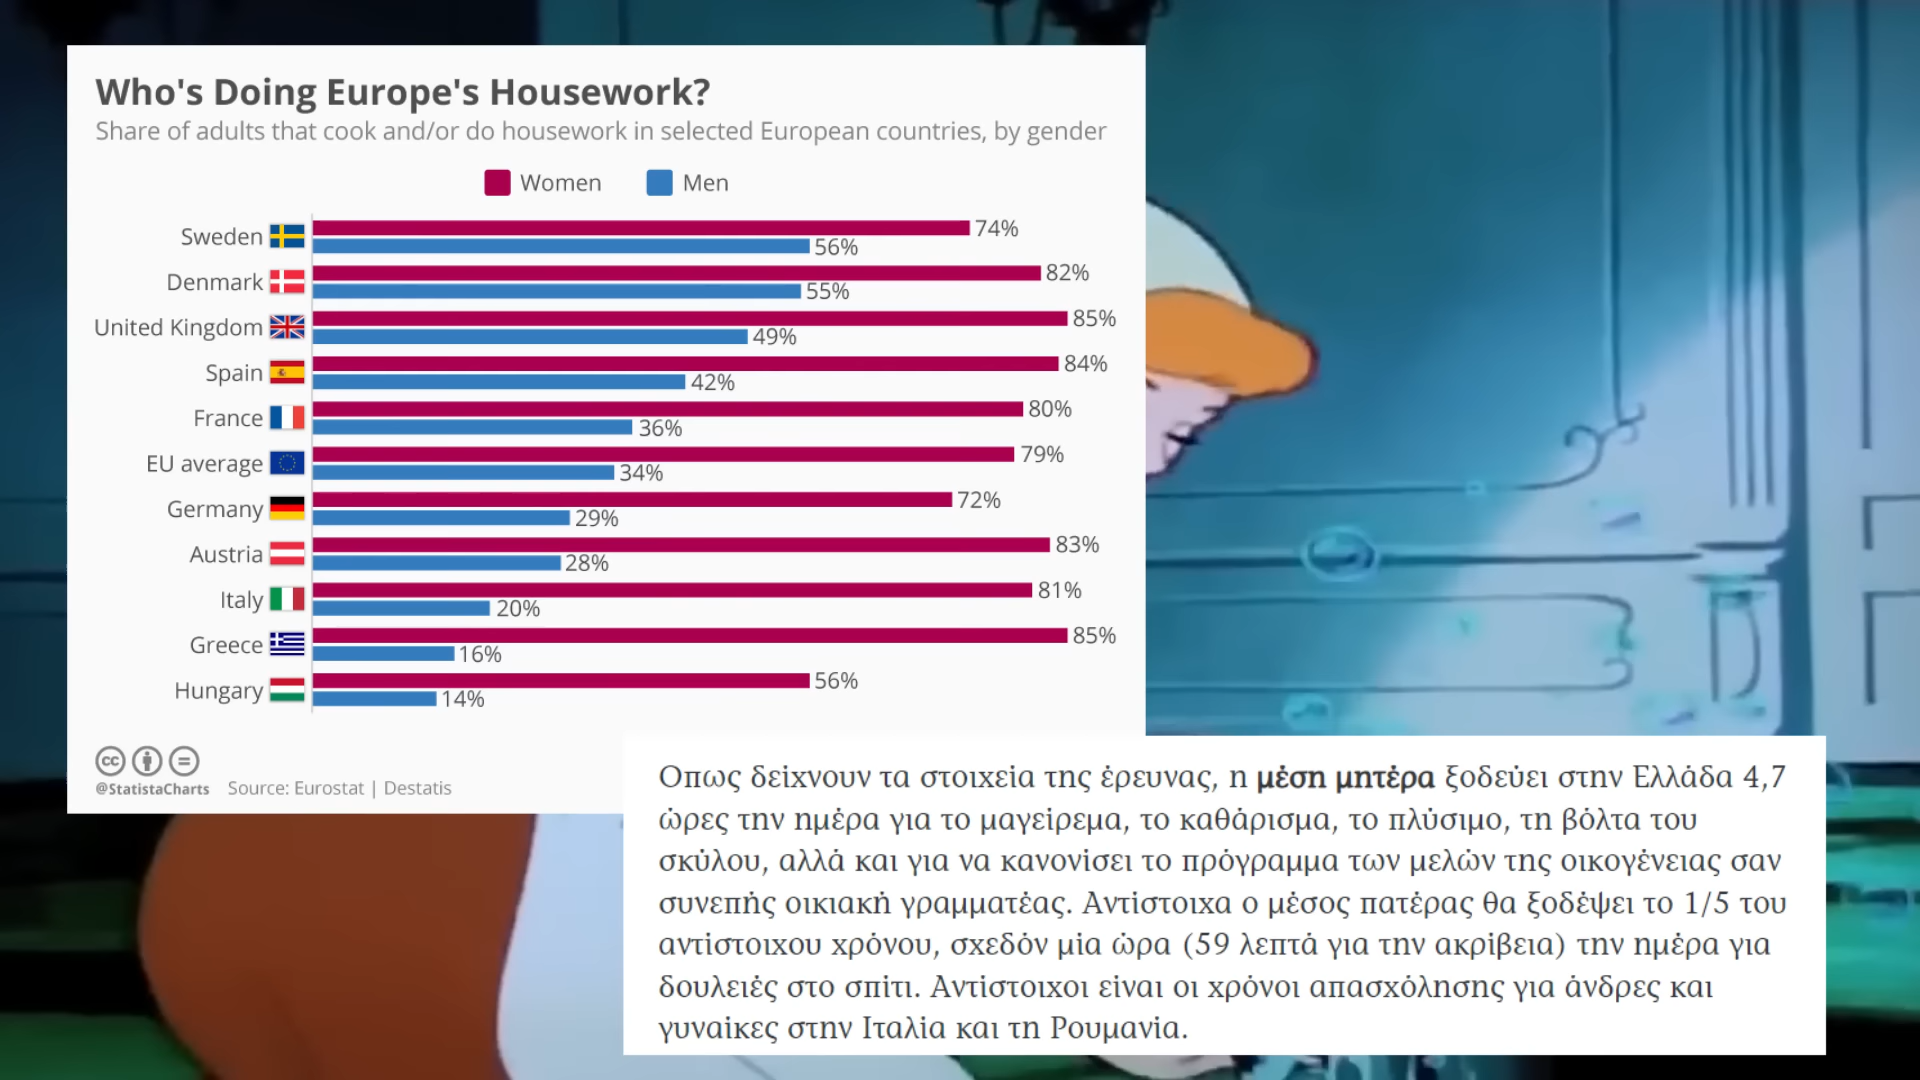 Who's Doing Europe's Housework?
Share of adults that cook and/or do housework in selected European countries, by gender
Women Men
Sweden 74%
56%
Denmark 82%
55%
United Kingdom 85%
49%
Spain 84%
42%
France 80%
36%
EU average 79%
34%
Germany 72%
29%
Austria 83%
28%
Italy 81%
20%
Greece 85%
16%
Hungary 56%
14%
cc
@StatistaCharts Source: Eurostat | Destatis
Οπως δείχνουν τα στοιχεία της έρευνας, η μέση μητέρα ξοδεύει στην Ελλάδα 4,7
ώρες την ημέρα για το μαγείρεμα, το καθάρισμα, το πλύσιμο, τη βόλτα του
σκύλου, αλλά και για να κανονίσει το πρόγραμμα των μελών της οικογένειας σαν
συνεπής οικιακή γραμματέας. Αντίστοιχα ο μέσος πατέρας θα ξοδέψει το 1/5 του
αντίστοιχου χρόνου, σχεδόν μία ώρα (59 λεπτά για την ακρίβεια) την ημέρα για
δουλειές στο σπίτι. Αντίστοιχοι είναι οι χρόνοι απασχόλησης για άνδρες και
γυναίκες στην Ιταλία και τη Ρουμανία.